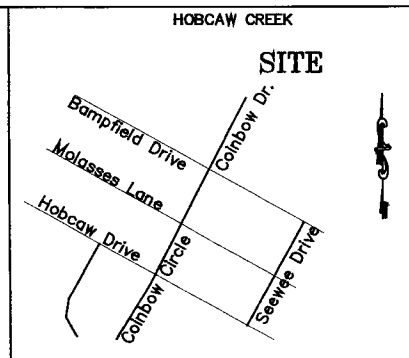 HOBCAW CREEK
SITE
Bampfield Drive
Colnbow Dr.
Molasses Lane
Hobcaw Drive
Colnbow Circle
Seewee Drive